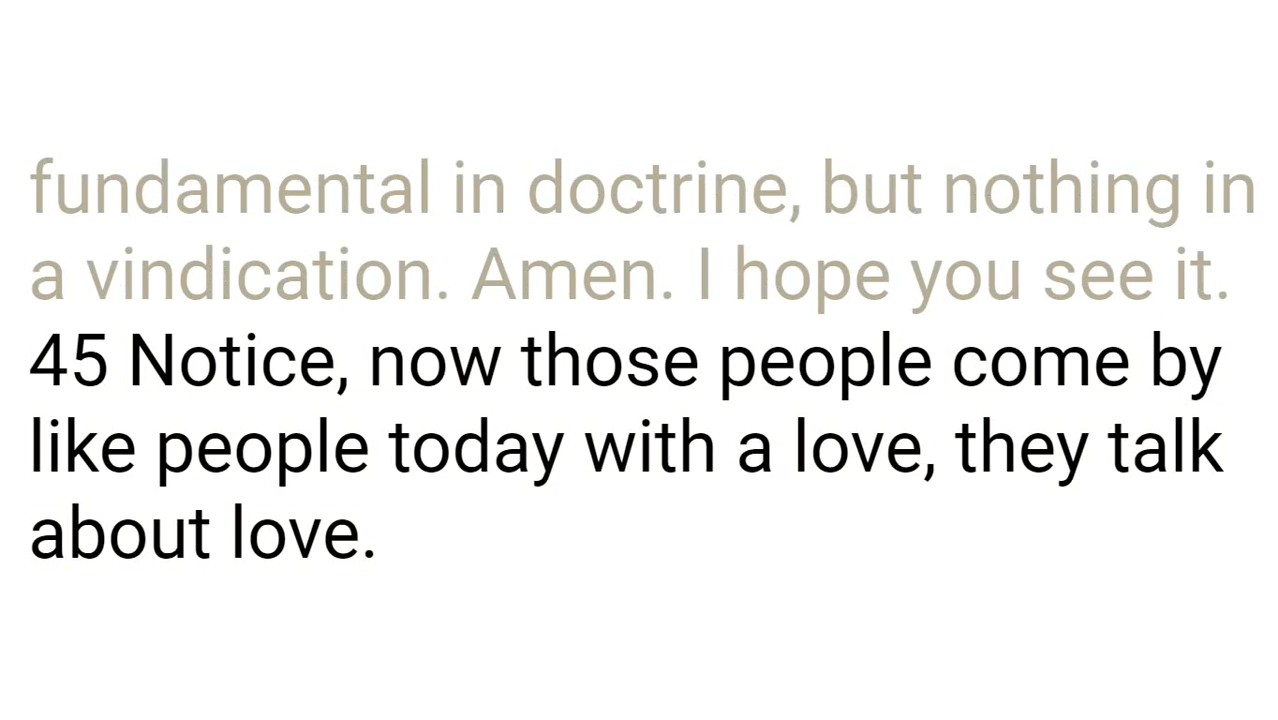 fundamental in doctrine, but nothing in
a vindication. Amen. I hope you see it.
45 Notice, now those people come by
like people today with a love, they talk
about love.